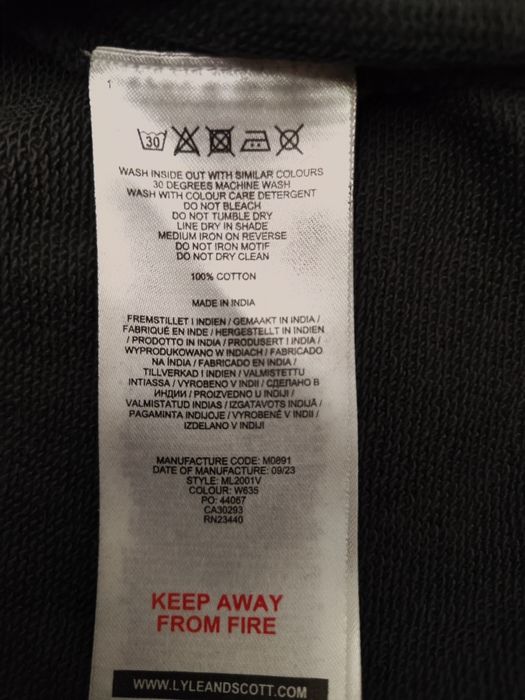 1
30
WASH INSIDE OUT WITH SIMILAR COLOURS
30 DEGREES MACHINE WASH
WASH WITH COLOUR CARE DETERGENT
DO NOT BLEACH
DO NOT TUMBLE DRY
LINE DRY IN SHADE
MEDIUM IRON ON REVERSE
DO NOT IRON MOTIF
DO NOT DRY CLEAN
100% COTTON
MADE IN INDIA
FREMSTILLET I INDIEN / GEMAAKT IN INDIA /
FABRIQUÉ EN INDE / HERGESTELLT IN INDIEN
/ PRODOTTO IN INDIA / PRODUSERT I INDIA /
WYPRODUKOWANO W INDIACH / FABRICADO
NA ÍNDIA / FABRICADO EN INDIA /
TILLVERKAD I INDIEN / VALMISTETTU
INTIASSA / VYROBENO V INDII / СДЕЛАНО В
ИНДИИ / PROIZVEDNO U INDIJI /
VALMISTATUD INDIAS / IZGATAVOTS INDIJĀ /
PAGAMINTA INDIJOJE / VYROBENÉ V INDII /
IZDELANO V INDIJI
MANUFACTURE CODE: M0891
DATE OF MANUFACTURE: 09/23
STYLE: ML2001V
COLOUR: W635
PO: 44067
CA30293
RN23440
KEEP AWAY
FROM FIRE
WWW.LYLEANDSCOTT.COM